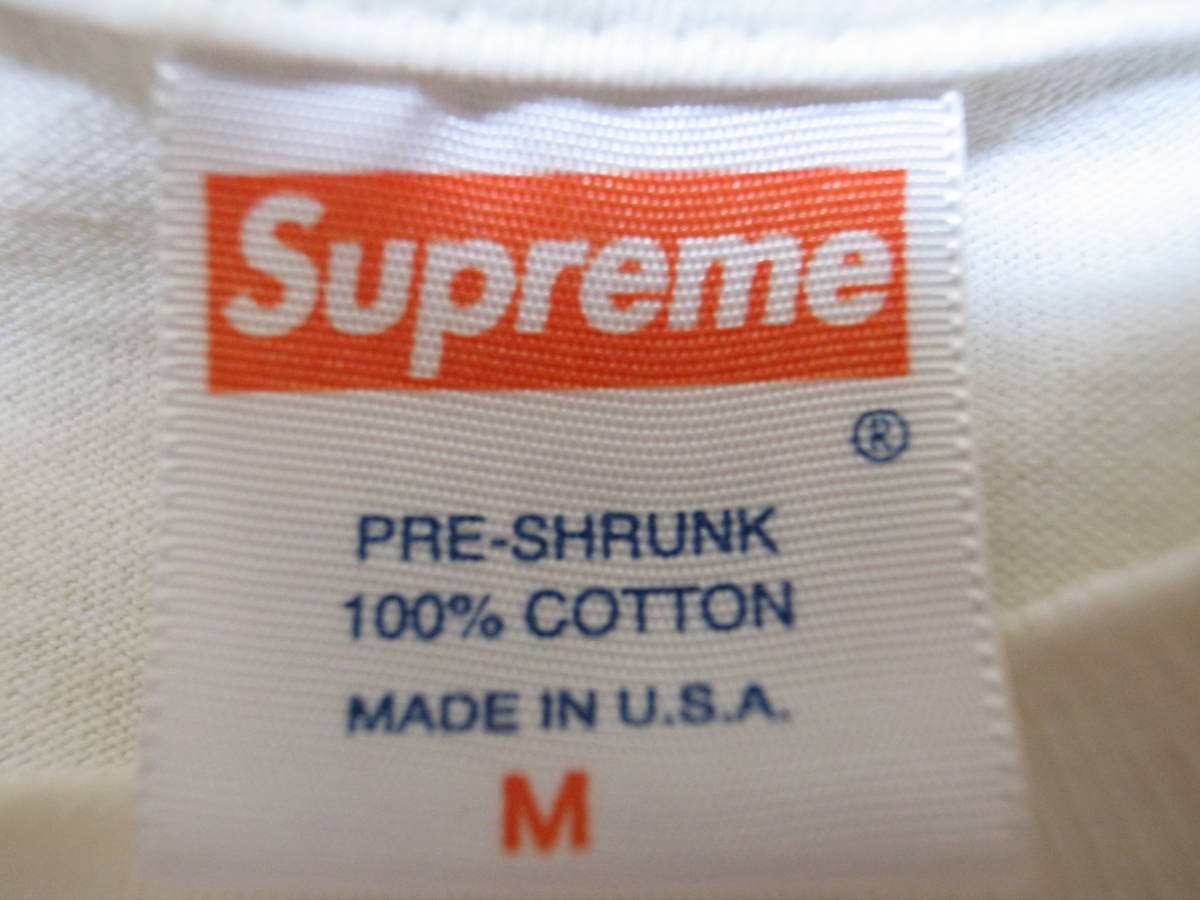 Supreme
®
PRE-SHRUNK
100% COTTON
MADE IN U.S.A.
M